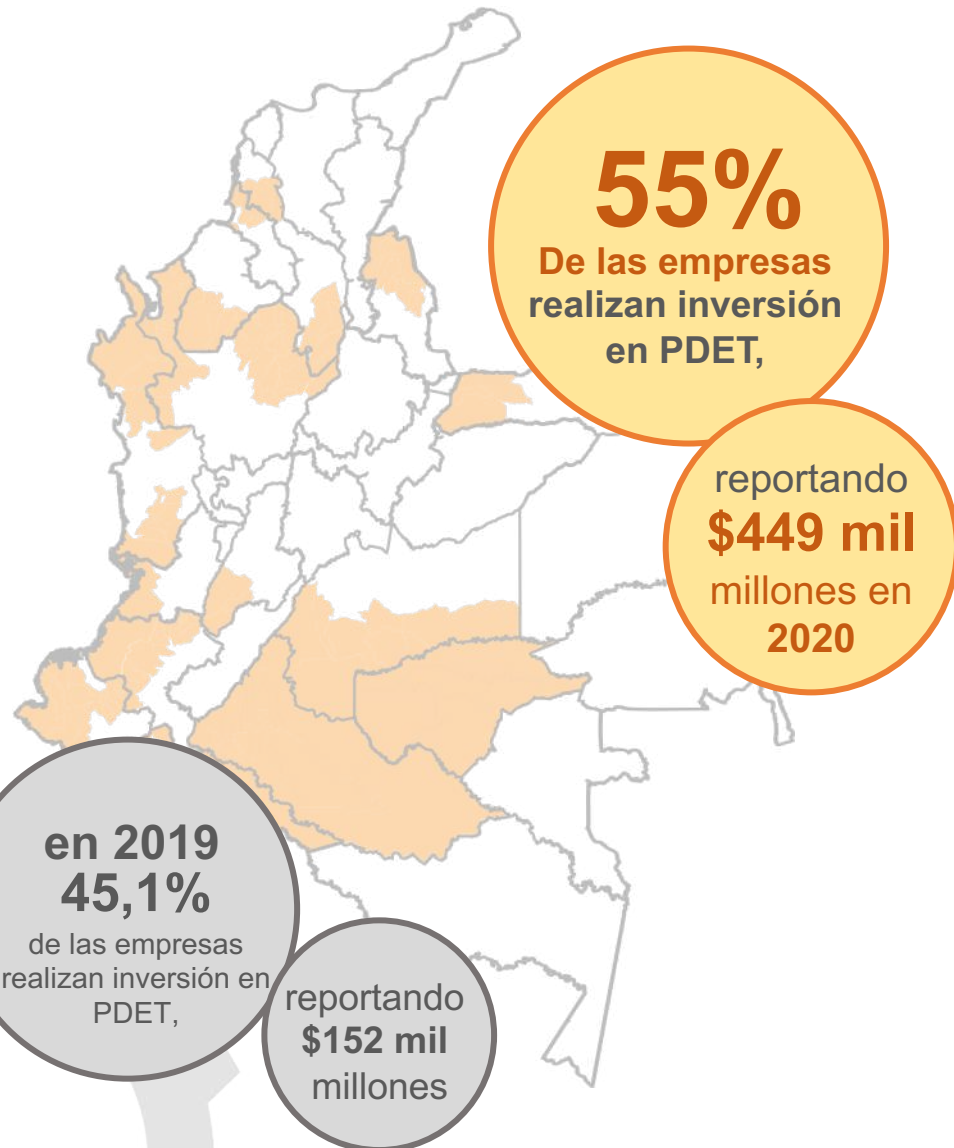 55%
De las empresas
realizan inversión
en PDET,
reportando
$449 mil
millones en
2020
en 2019
45,1%
de las empresas
realizan inversión en
PDET,
reportando
$152 mil
millones